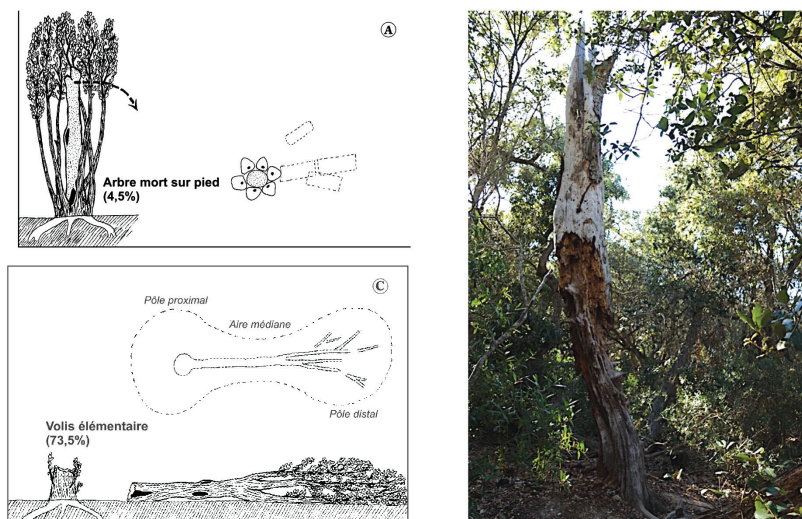 A
Arbre mort sur pied
(4,5%)
C
Pôle proximal
Aire médiane
Pôle distal
Volis élémentaire
(73,5%)